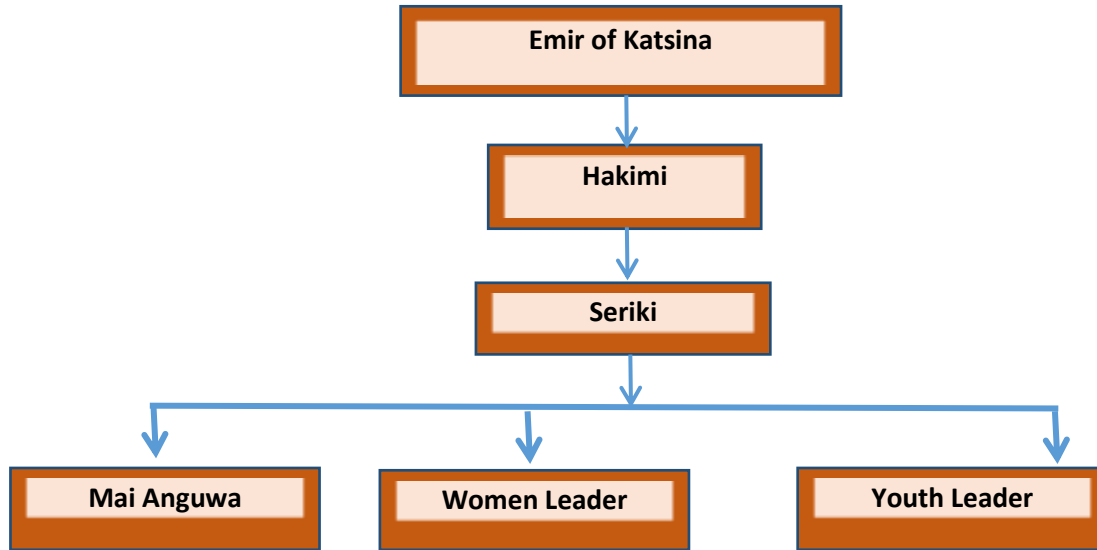 Emir of Katsina
Hakimi
Seriki
Mai Anguwa
Women Leader
Youth Leader